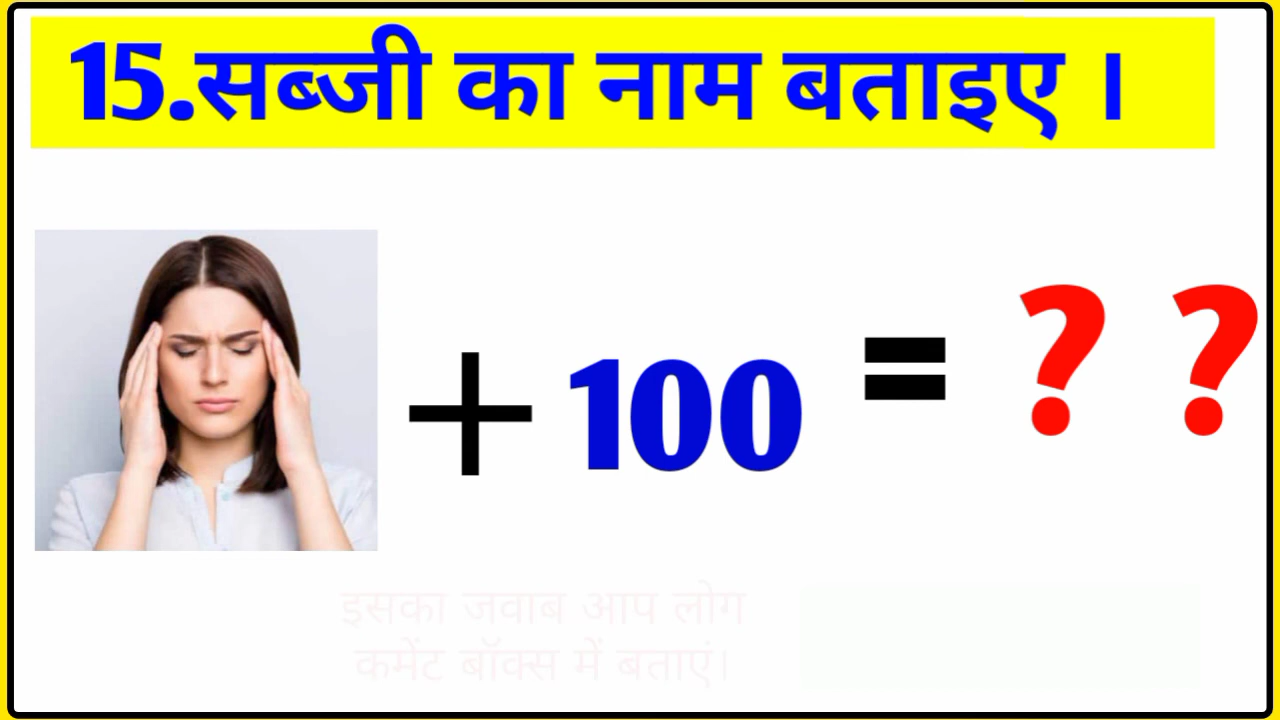 15.सब्जी का नाम बताइए ।
+ 100 = ? ?
इसका जवाब आप लोग
कमेंट बॉक्स में बताएं।